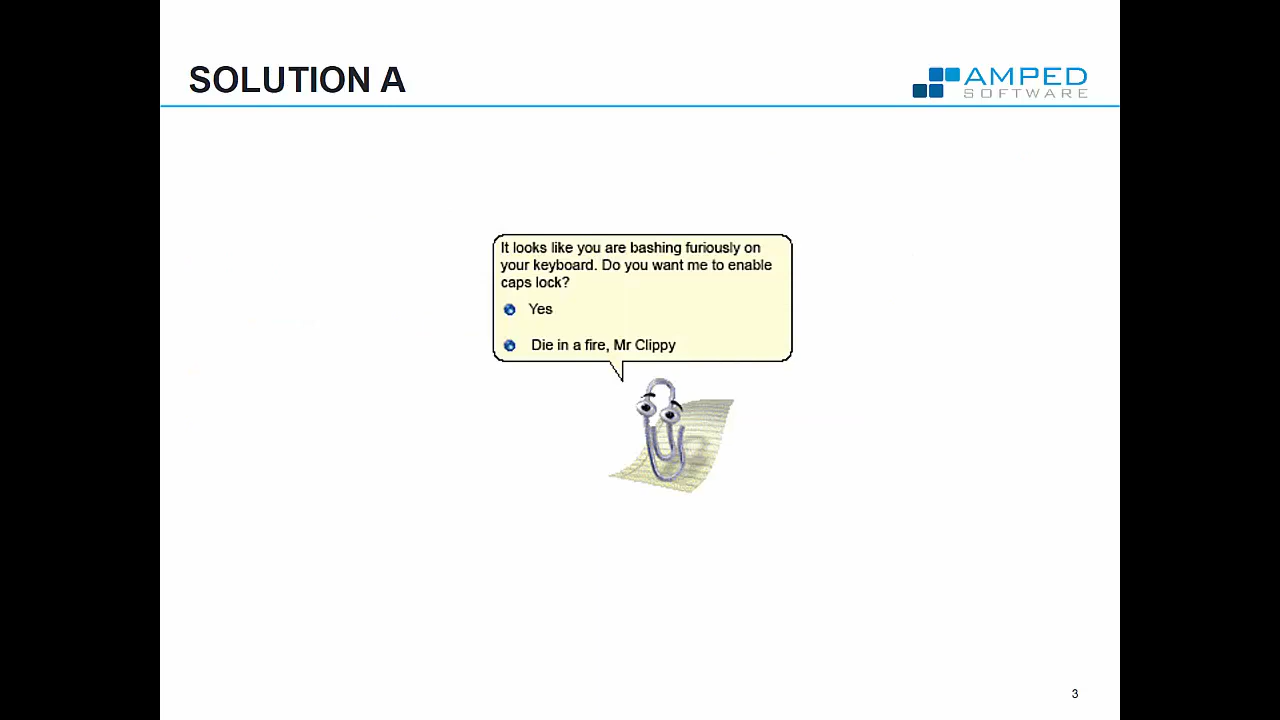 SOLUTION A
AMPED
SOFTWARE
It looks like you are bashing furiously on
your keyboard. Do you want me to enable
caps lock?
Yes
Die in a fire, Mr Clippy
3